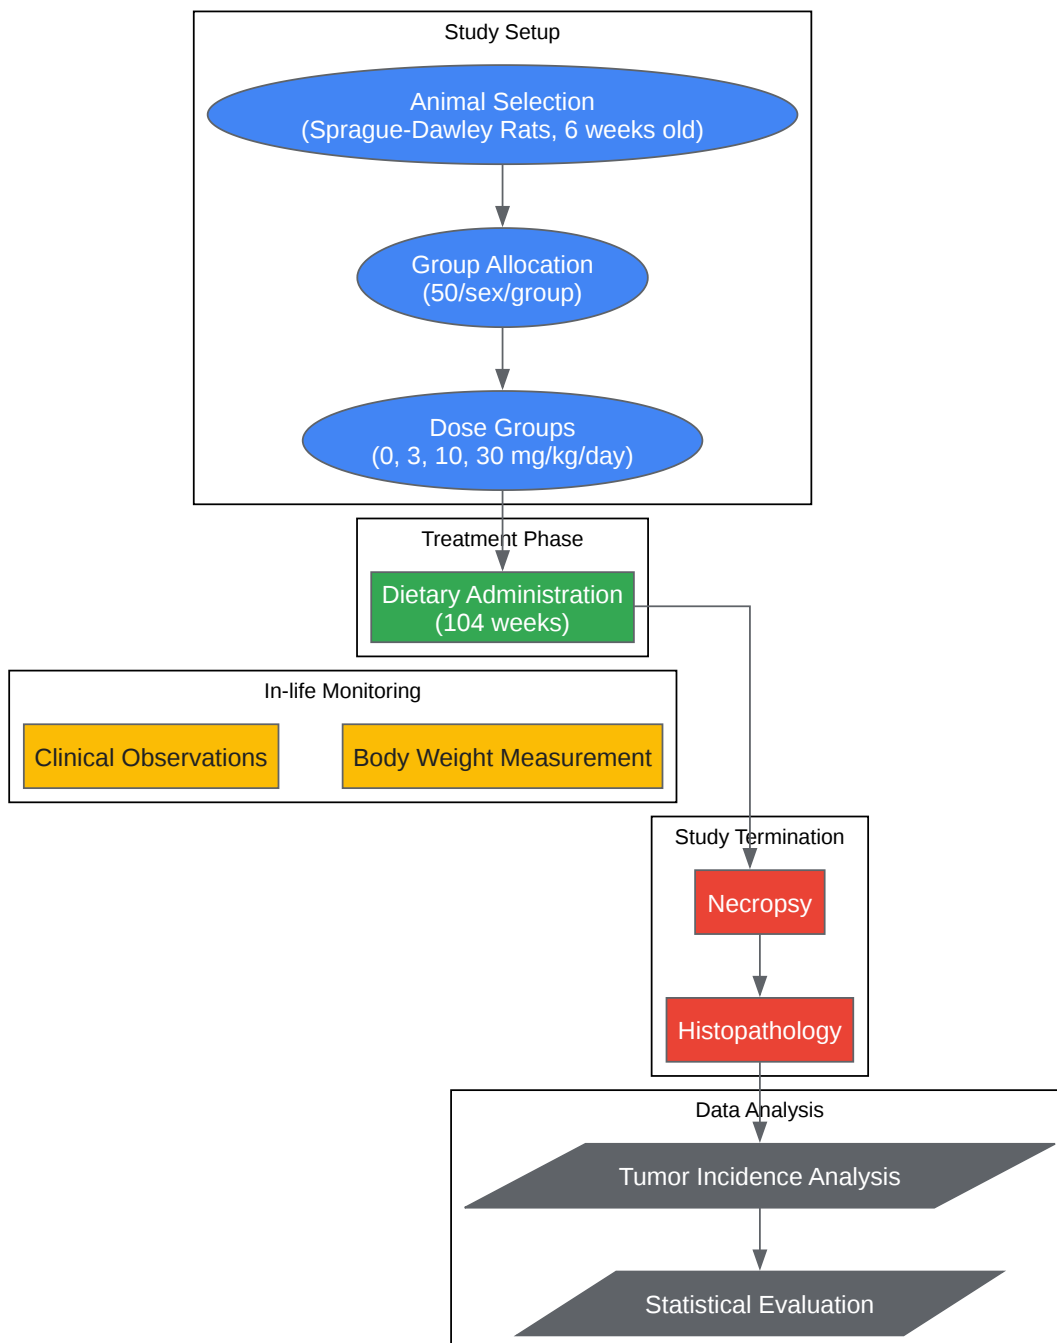 Study Setup
Animal Selection
(Sprague-Dawley Rats, 6 weeks old)
Group Allocation
(50/sex/group)
Dose Groups
(0, 3, 10, 30 mg/kg/day)
Treatment Phase
Dietary Administration
(104 weeks)
In-life Monitoring
Clinical Observations
Body Weight Measurement
Study Termination
Necropsy
Histopathology
Data Analysis
Tumor Incidence Analysis
Statistical Evaluation